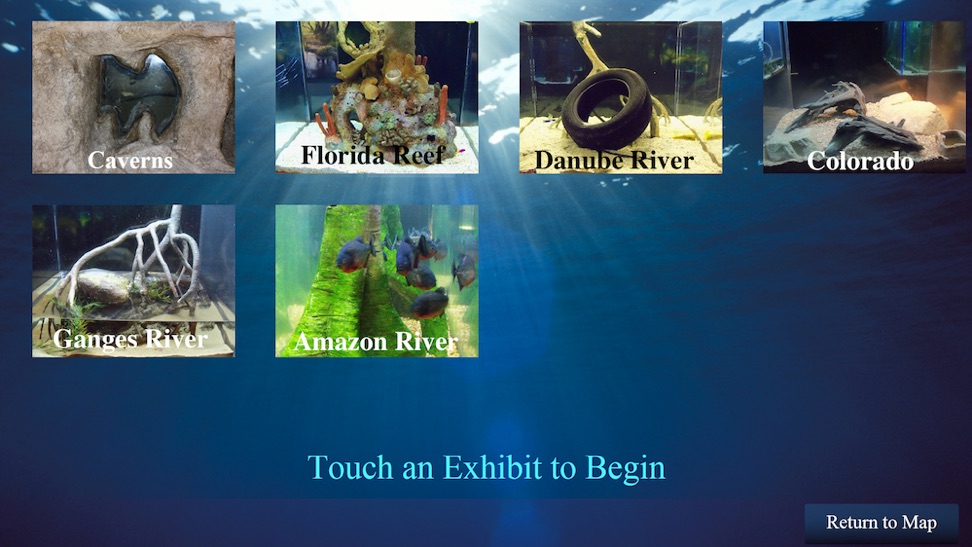 Caverns
Florida Reef
Danube River
Colorado
Ganges River
Amazon River
Touch an Exhibit to Begin
Return to Map